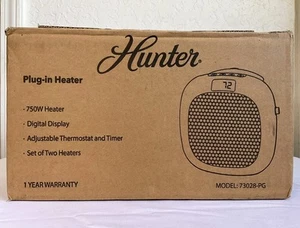 Hunter®
Plug-in Heater
72
· 750W Heater
· Digital Display
· Adjustable Thermostat and Timer
· Set of Two Heaters
1 YEAR WARRANTY
MODEL: 73028-PG